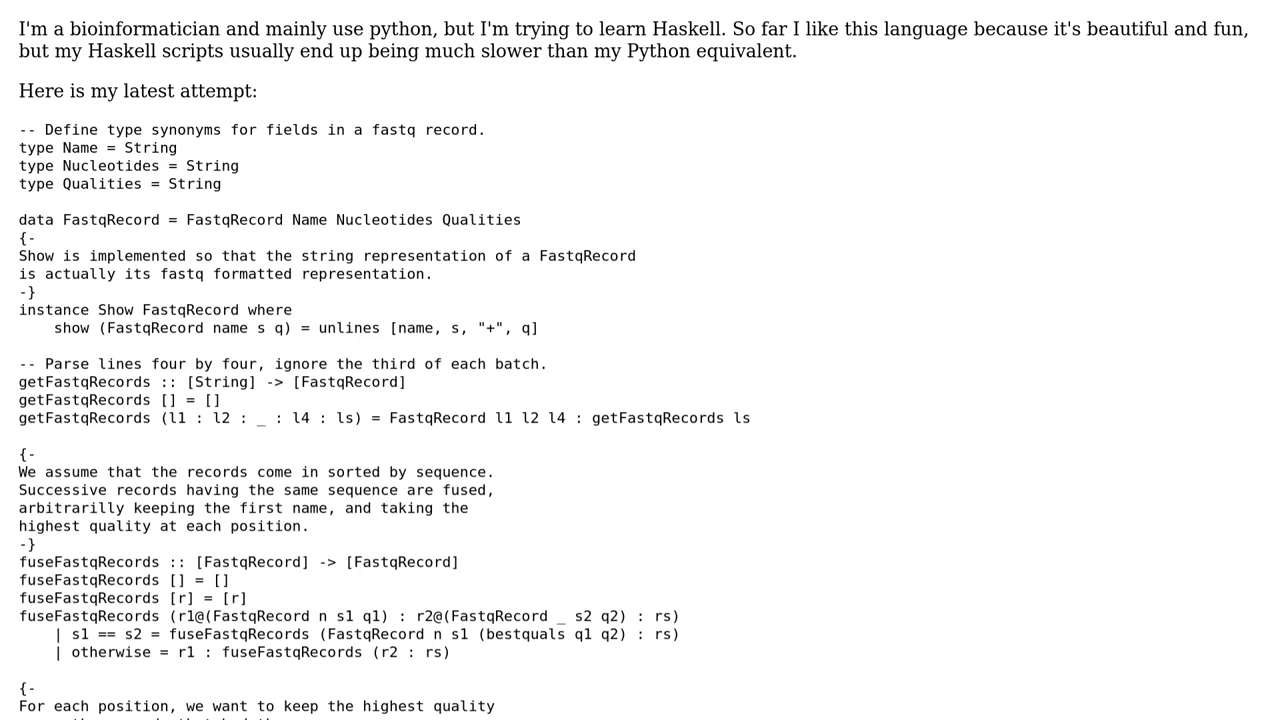 I'm a bioinformatician and mainly use python, but I'm trying to learn Haskell. So far I like this language because it's beautiful and fun,
but my Haskell scripts usually end up being much slower than my Python equivalent.
Here is my latest attempt:
-- Define type synonyms for fields in a fastq record.
type Name = String
type Nucleotides = String
type Qualities = String
data FastqRecord = FastqRecord Name Nucleotides Qualities
{-
Show is implemented so that the string representation of a FastqRecord
is actually its fastq formatted representation.
-}
instance Show FastqRecord where
    show (FastqRecord name s q) = unlines [name, s, "+", q]
-- Parse lines four by four, ignore the third of each batch.
getFastqRecords :: [String] -> [FastqRecord]
getFastqRecords [] = []
getFastqRecords (l1 : l2 : _ : l4 : ls) = FastqRecord l1 l2 l4 : getFastqRecords ls
{-
We assume that the records come in sorted by sequence.
Successive records having the same sequence are fused,
arbitrarilly keeping the first name, and taking the
highest quality at each position.
-}
fuseFastqRecords :: [FastqRecord] -> [FastqRecord]
fuseFastqRecords [] = []
fuseFastqRecords [r] = [r]
fuseFastqRecords (r1@(FastqRecord n s1 q1) : r2@(FastqRecord _ s2 q2) : rs)
    | s1 == s2 = fuseFastqRecords (FastqRecord n s1 (bestquals q1 q2) : rs)
    | otherwise = r1 : fuseFastqRecords (r2 : rs)
{-
For each position, we want to keep the highest quality